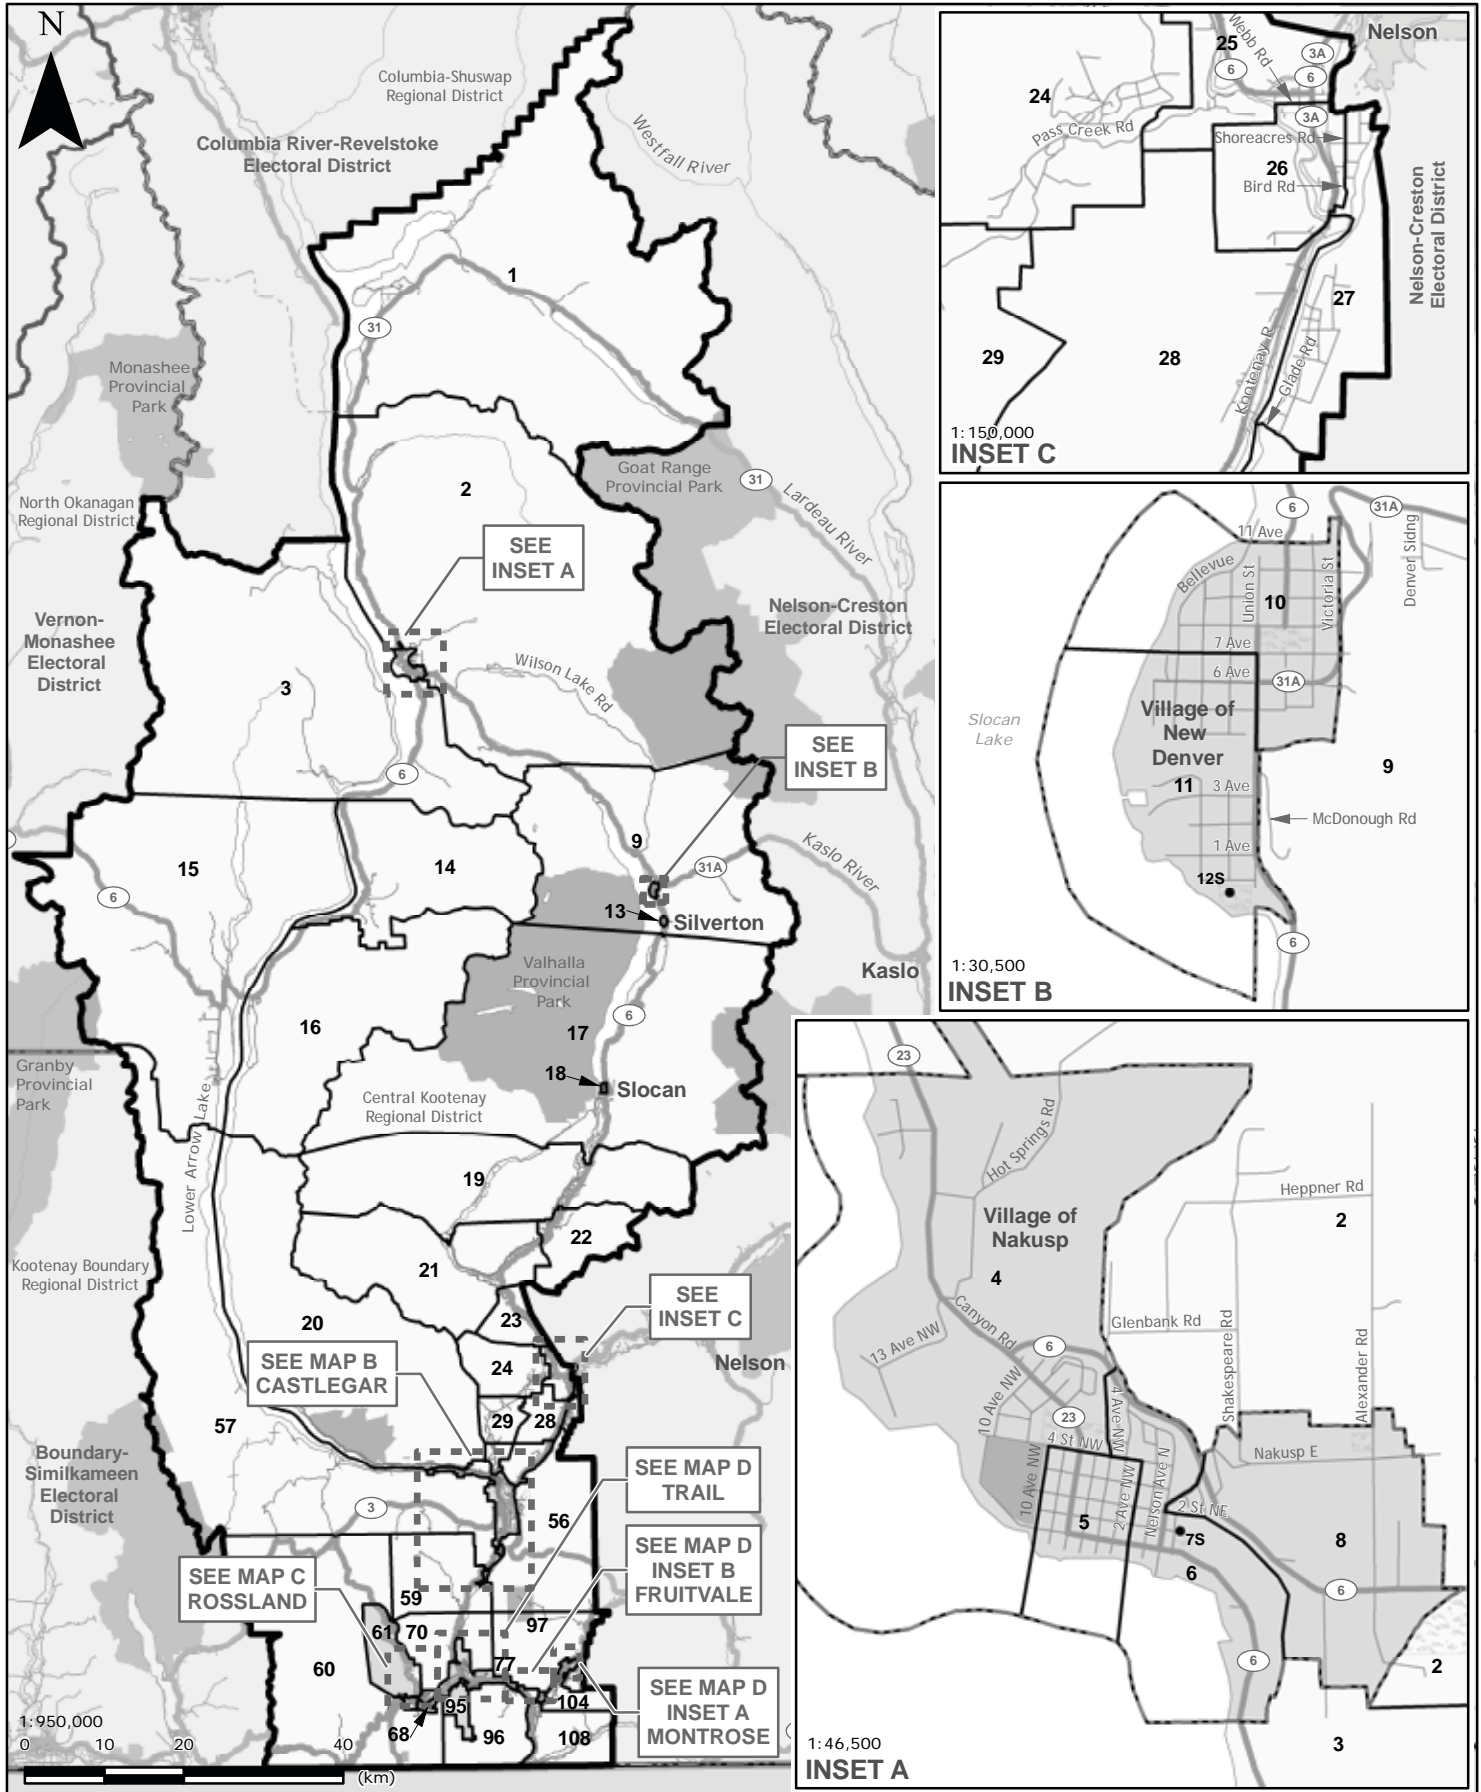 N
Columbia-Shuswap
Regional District
Columbia River-Revelstoke
Electoral District
Westfall River
1
31
Monashee
Provincial
Park
2
Goat Range
Provincial Park
31
Lardeau River
North Okanagan
Regional District
SEE
INSET A
Vernon-
Monashee
Electoral
District
Nelson-Creston
Electoral District
3
Wilson Lake Rd
SEE
INSET B
6
9
15
14
6
31A
Kaslo River
13
Silverton
Valhalla
Provincial
Park
Kaslo
16
17
6
Granby
Provincial
Park
18
Slocan
Central Kootenay
Regional District
Lower Arrow Lake
19
22
Kootenay Boundary
Regional District
21
SEE
INSET C
20
23
SEE MAP B
CASTLEGAR
24
Nelson
29
28
57
Boundary-
Similkameen
Electoral
District
SEE MAP D
TRAIL
3
56
SEE MAP D
INSET B
FRUITVALE
SEE MAP C
ROSSLAND
59
61
70
97
60
77
SEE MAP D
INSET A
MONTROSE
95
104
68
96
108
1:950,000
0
10
20
40
(km)
25
Webb Rd
3A
Nelson
6
6
24
3A
Pass Creek Rd
Shoreacres Rd
26
Bird Rd
Nelson-Creston
Electoral District
27
29
28
Kootenay R
Glade Rd
1:150,000
INSET C
6
31A
11 Ave
Denver Sidng
Bellevue
Union St
10
Victoria St
7 Ave
6 Ave
31A
Slocan
Lake
Village of
New
Denver
9
11
3 Ave
McDonough Rd
1 Ave
12S
6
1:30,500
INSET B
23
Hot Springs Rd
Heppner Rd
2
Village of
Nakusp
4
Canyon Rd
Glenbank Rd
Shakespeare Rd
Alexander Rd
13 Ave NW
6
10 Ave NW
4 Ave NW
23
4 St NW
10 Ave NW
2 Ave NW
Nelson Ave N
Nakusp E
2 St NE
5
7S
8
6
6
6
2
3
1:46,500
INSET A